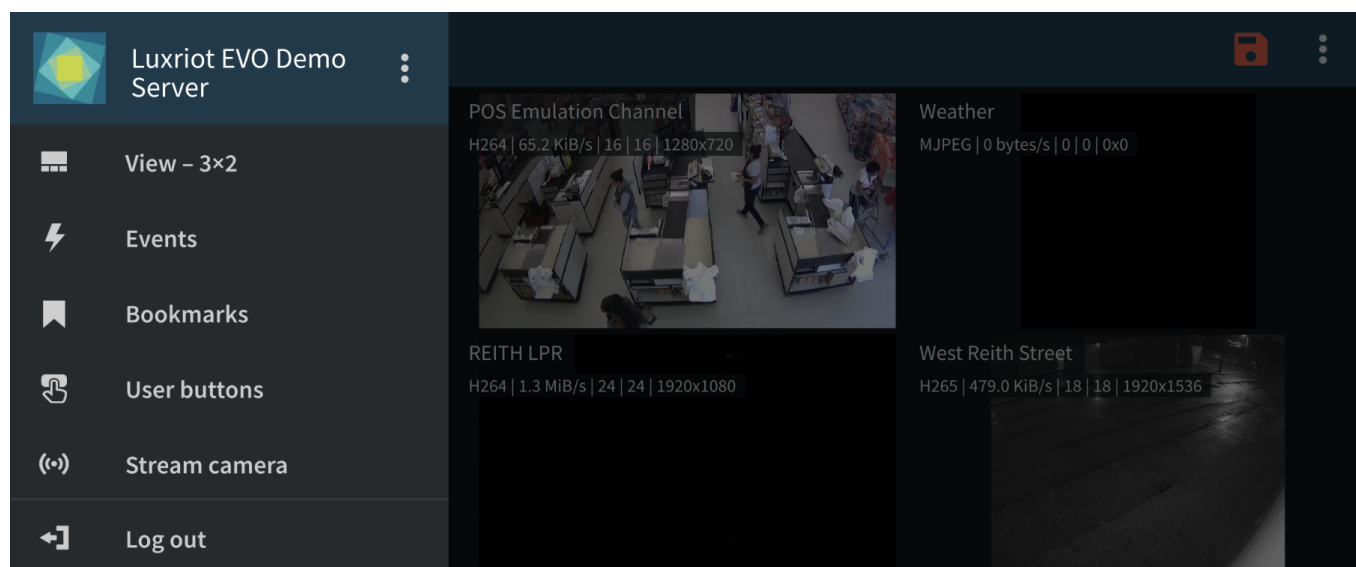 Luxriot EVO Demo
Server
View – 3×2
Events
Bookmarks
User buttons
Stream camera
Log out
POS Emulation Channel
H264 | 65.2 KiB/s | 16 | 16 | 1280x720
Weather
MJPEG | 0 bytes/s | 0 | 0 | 0x0
REITH LPR
H264 | 1.3 MiB/s | 24 | 24 | 1920x1080
West Reith Street
H265 | 479.0 KiB/s | 18 | 18 | 1920x1536